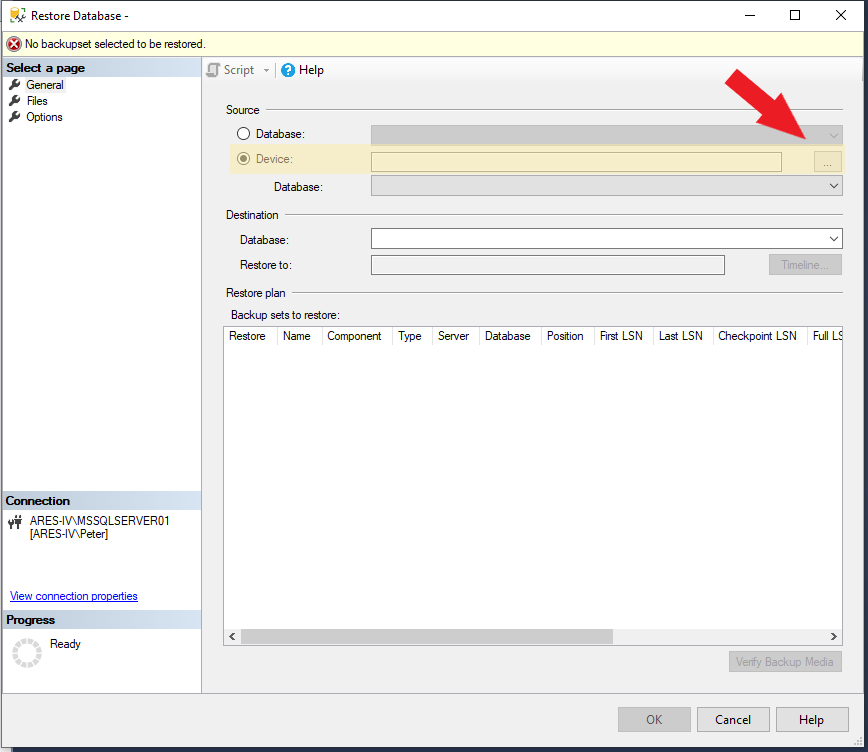 Restore Database -
No backupset selected to be restored.
Select a page
General
Files
Options
Script
Help
Source
Database:
Device:
...
Database:
Destination
Database:
Restore to:
Timeline...
Restore plan
Backup sets to restore:
Restore Name Component Type Server Database Position First LSN Last LSN Checkpoint LSN Full LS
Connection
ARES-IV\MSSQLSERVER01
[ARES-IV\Peter]
View connection properties
Progress
Ready
Verify Backup Media
OK Cancel Help